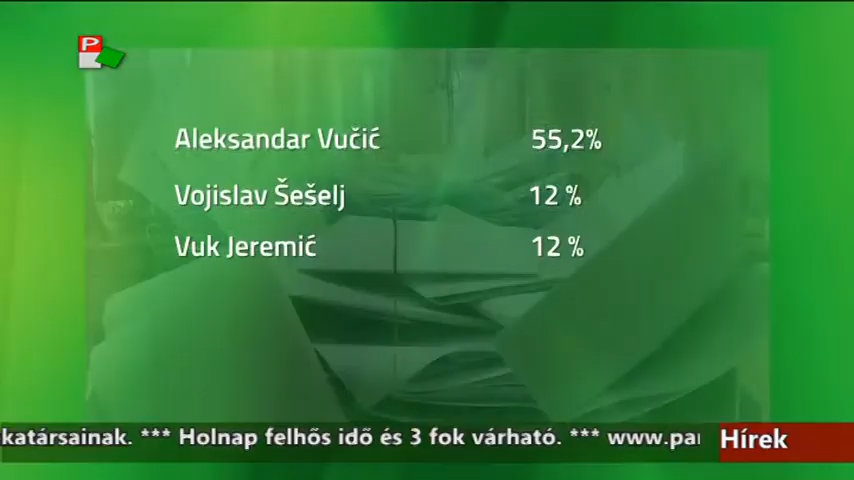 P
Aleksandar Vučić 55,2%
Vojislav Šešelj 12 %
Vuk Jeremić 12 %
katársainak. *** Holnap felhős idő és 3 fok várható. *** www.pa
Hírek